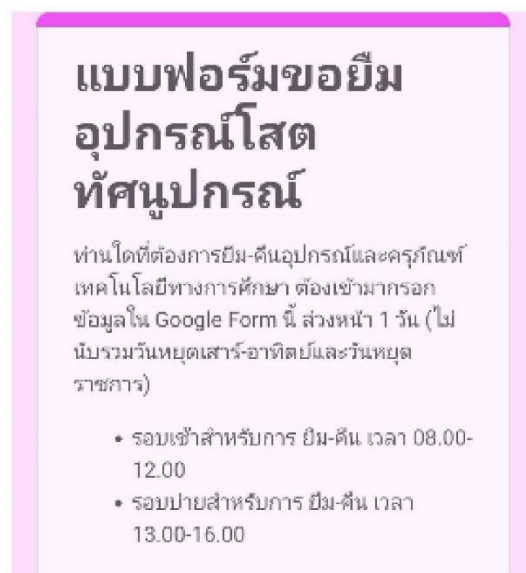 แบบฟอร์มขอยืม
อุปกรณ์โสต
ทัศนูปกรณ์
ท่านใดที่ต้องการยืม-คืนอุปกรณ์และครุภัณฑ์
เทคโนโลยีทางการศึกษา ต้องเข้ามากรอก
ข้อมูลใน Google Form นี้ ล่วงหน้า 1 วัน (ไม่
นับรวมวันหยุดเสาร์-อาทิตย์และวันหยุด
ราชการ)
• รอบเช้าสำหรับการ ยืม-คืน เวลา 08.00-
12.00
• รอบบ่ายสำหรับการ ยืม-คืน เวลา
13.00-16.00